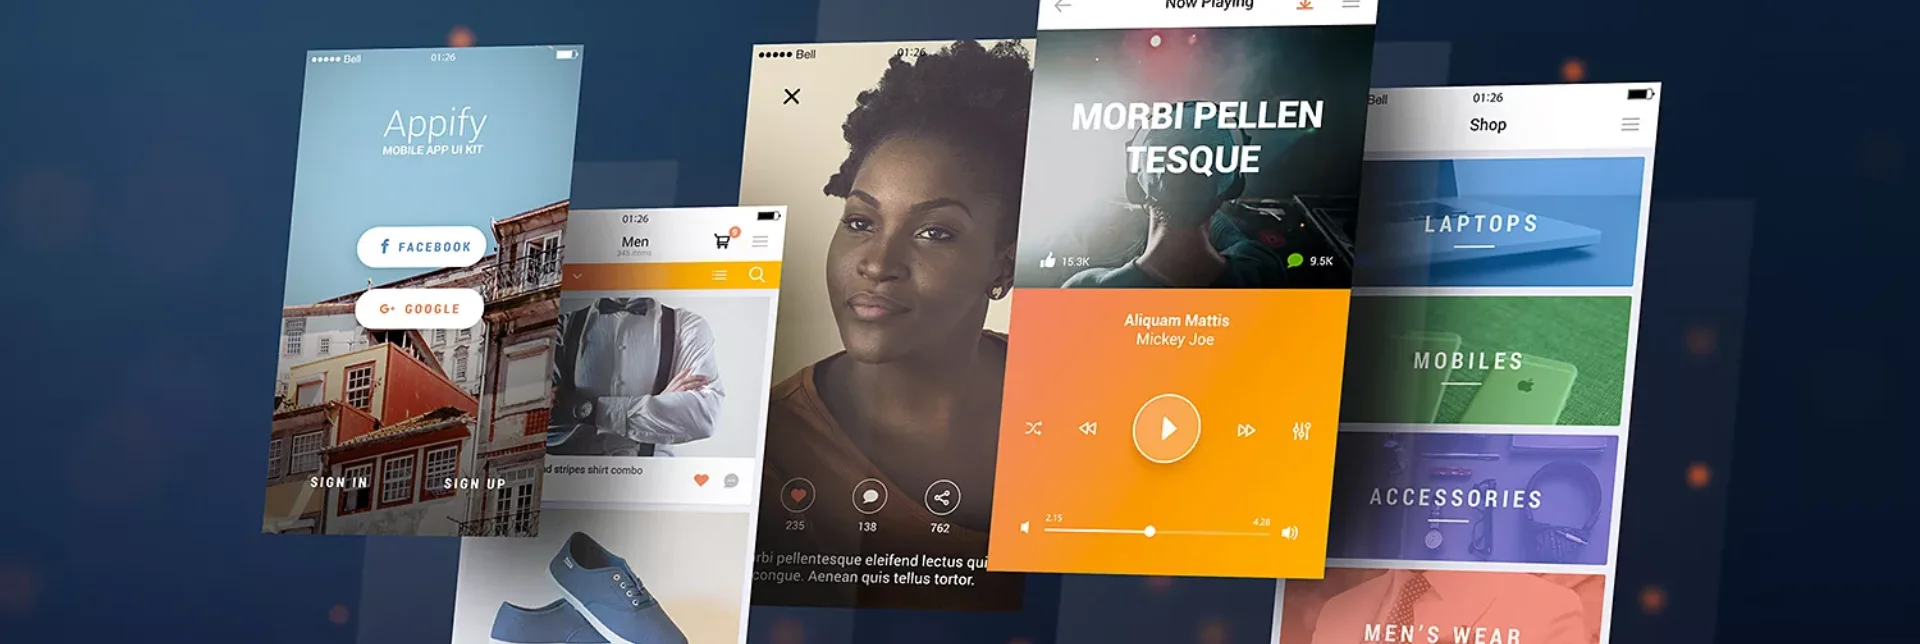 Bell 01:26
Appify
MOBILE APP UI KIT
FACEBOOK
GOOGLE
SIGN IN SIGN UP
01:26
Men
345 items
d stripes shirt combo
Bell 01:26
235 138 762
rbi pellentesque eleifend lectus qui
congue. Aenean quis tellus tortor.
Now Playing
MORBI PELLEN
TESQUE
15.3K 9.5K
Aliquam Mattis
Mickey Joe
2.15 4.28
Bell 01:26
Shop
LAPTOPS
MOBILES
ACCESSORIES
MEN'S WEAR